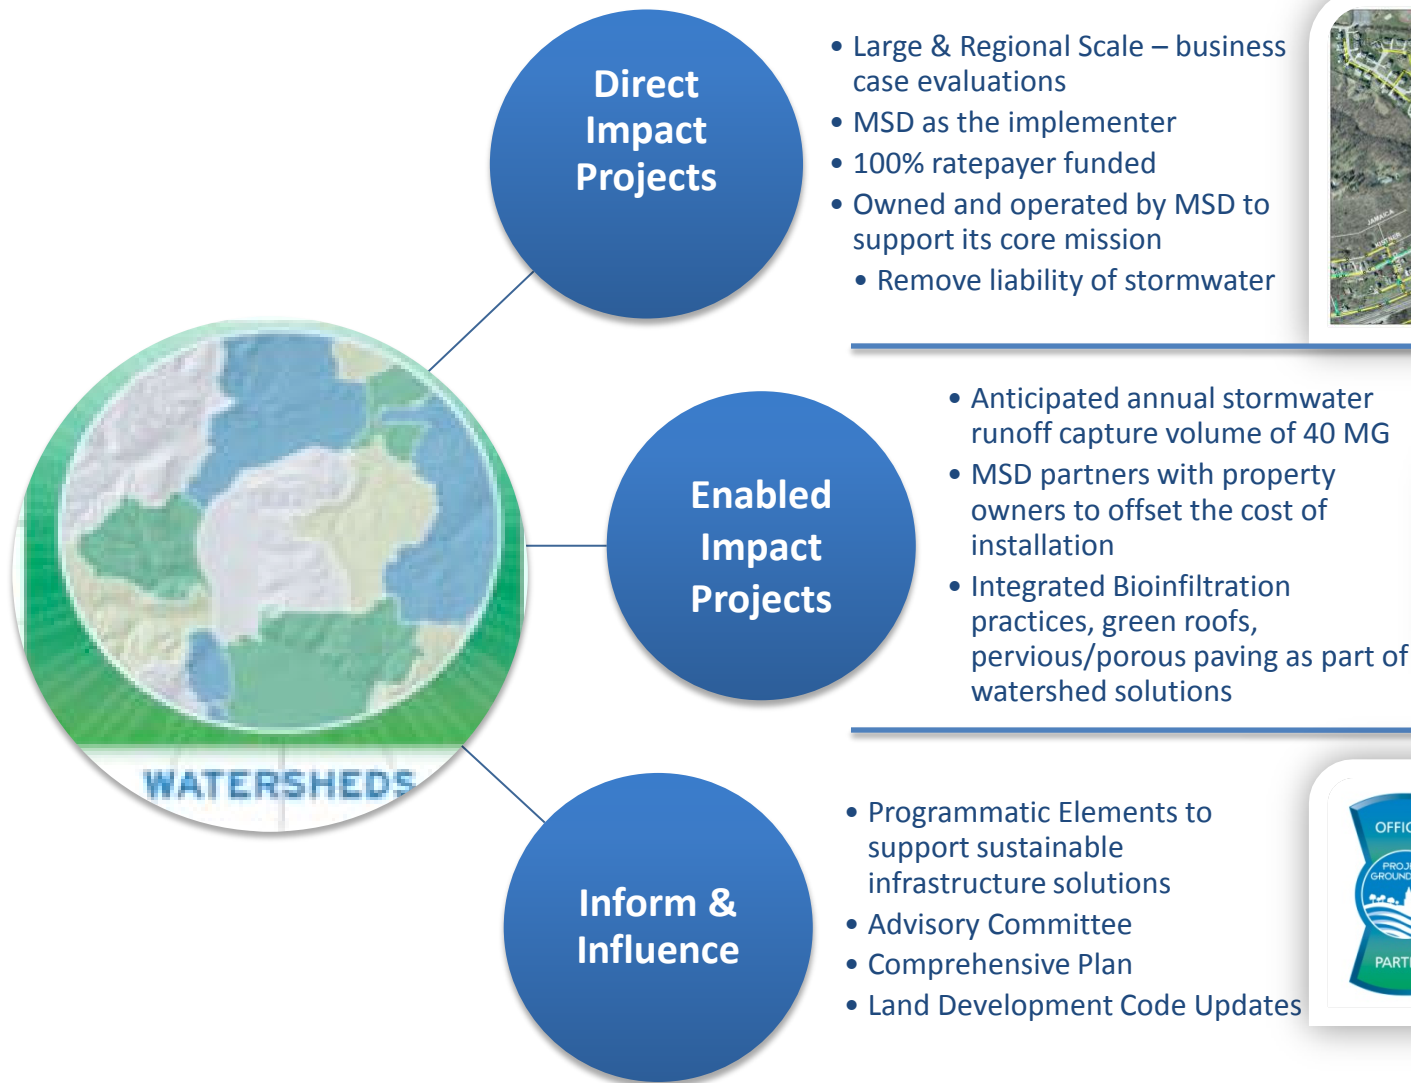 Direct
Impact
Projects
• Large & Regional Scale – business
case evaluations
• MSD as the implementer
• 100% ratepayer funded
• Owned and operated by MSD to
support its core mission
• Remove liability of stormwater
JAMAICA
WATERSHEDS
Enabled
Impact
Projects
• Anticipated annual stormwater
runoff capture volume of 40 MG
• MSD partners with property
owners to offset the cost of
installation
• Integrated Bioinfiltration
practices, green roofs,
pervious/porous paving as part of
watershed solutions
Inform &
Influence
• Programmatic Elements to
support sustainable
infrastructure solutions
• Advisory Committee
• Comprehensive Plan
• Land Development Code Updates